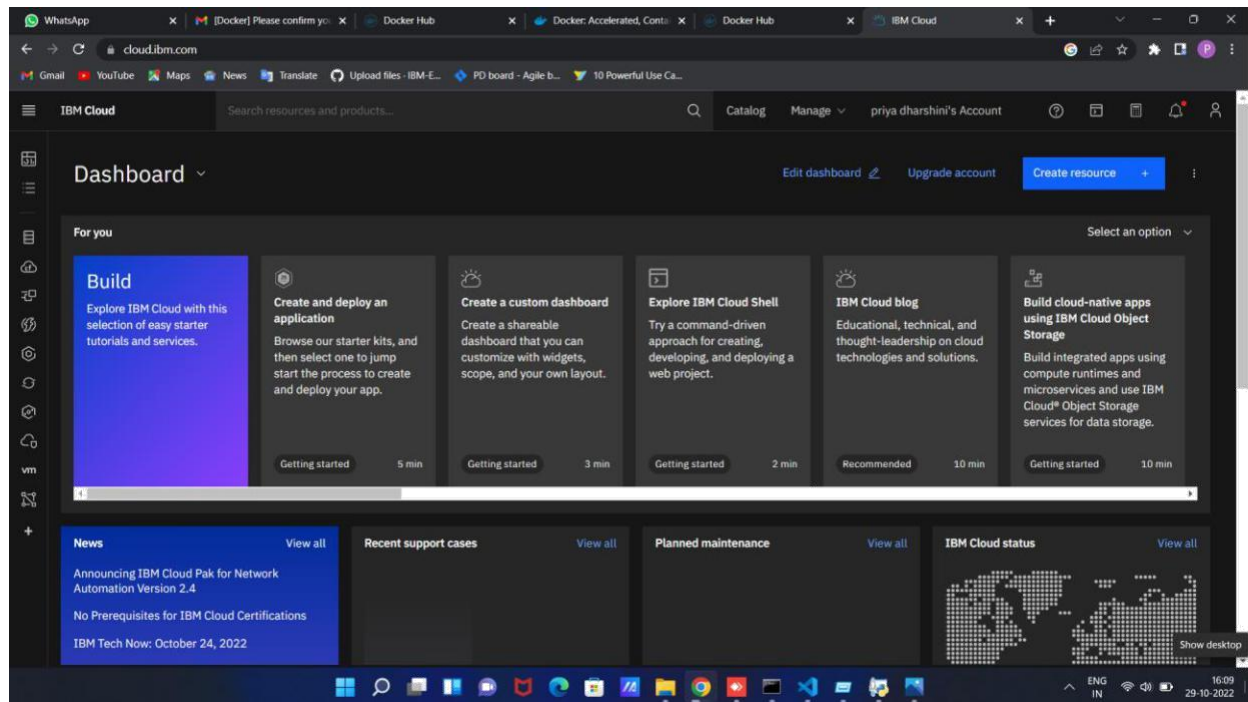 WhatsApp
[Docker] Please confirm yo
Docker Hub
Docker: Accelerated, Conta
Docker Hub
IBM Cloud
cloud.ibm.com
Gmail
YouTube
Maps
News
Translate
Upload files · IBM-E...
PD board - Agile b...
10 Powerful Use Ca...
IBM Cloud
Search resources and products...
Catalog
Manage
priya dharshini's Account
Dashboard
Edit dashboard
Upgrade account
Create resource +
For you
Select an option
Build
Explore IBM Cloud with this
selection of easy starter
tutorials and services.
Create and deploy an
application
Browse our starter kits, and
then select one to jump
start the process to create
and deploy your app.
Getting started
5 min
Create a custom dashboard
Create a shareable
dashboard that you can
customize with widgets,
scope, and your own layout.
Getting started
3 min
Explore IBM Cloud Shell
Try a command-driven
approach for creating,
developing, and deploying a
web project.
Getting started
2 min
IBM Cloud blog
Educational, technical, and
thought-leadership on cloud
technologies and solutions.
Recommended
10 min
Build cloud-native apps
using IBM Cloud Object
Storage
Build integrated apps using
compute runtimes and
microservices and use IBM
Cloud® Object Storage
services for data storage.
Getting started
10 min
vm
News
View all
Announcing IBM Cloud Pak for Network
Automation Version 2.4
No Prerequisites for IBM Cloud Certifications
IBM Tech Now: October 24, 2022
Recent support cases
View all
Planned maintenance
View all
IBM Cloud status
View all
Show desktop
ENG
IN
16:09
29-10-2022